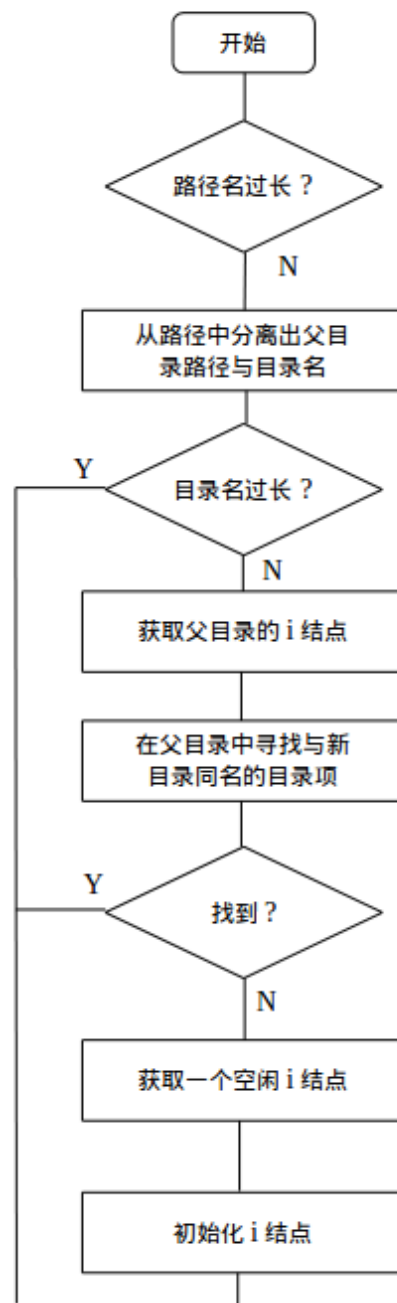 开始
路径名过长？
N
从路径中分离出父目
录路径与目录名
Y
目录名过长？
N
获取父目录的 i 结点
在父目录中寻找与新
目录同名的目录项
Y
找到？
N
获取一个空闲 i 结点
初始化 i 结点